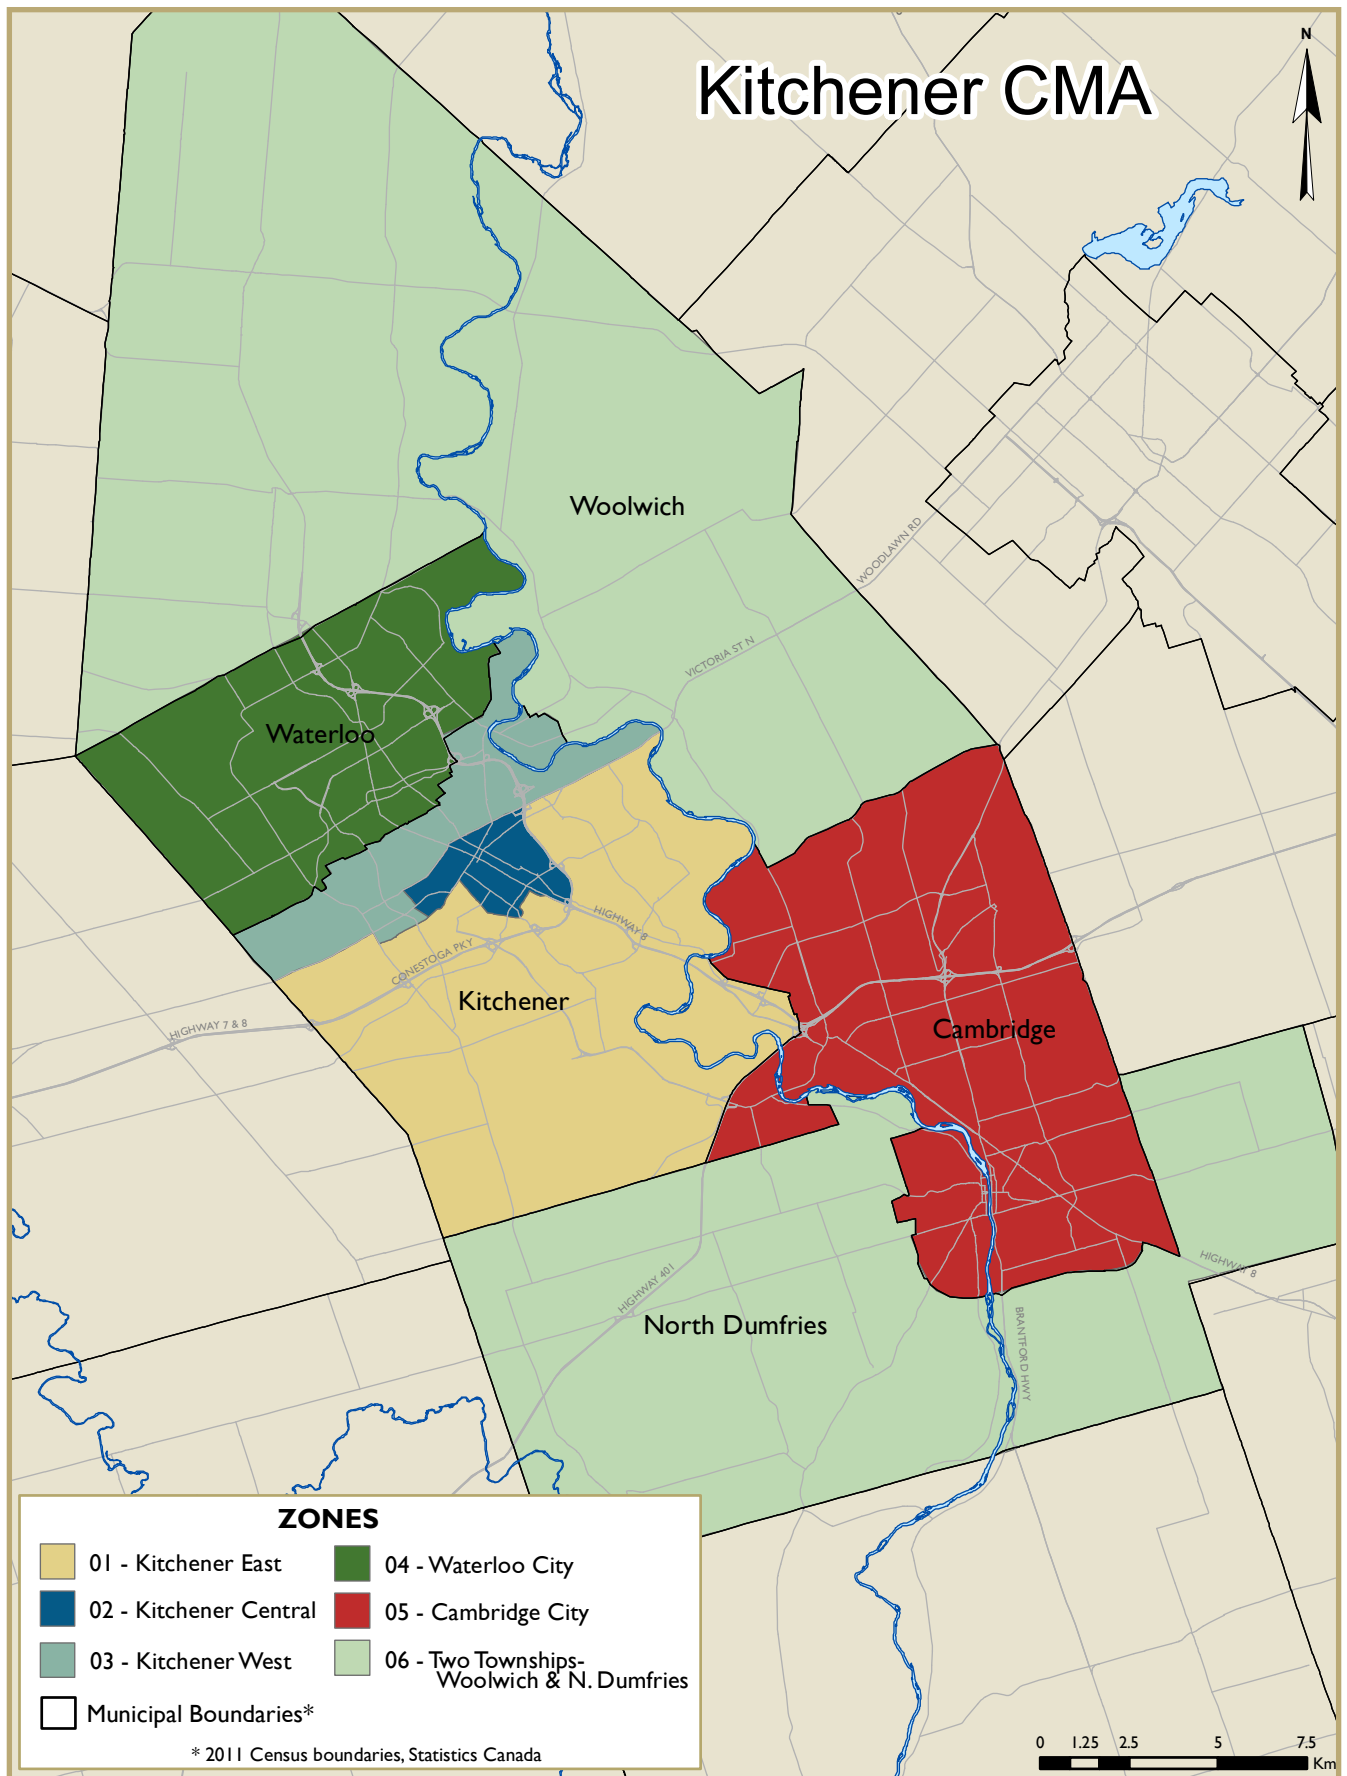 Kitchener CMA
N
Woolwich
WOODLAWN RD
VICTORIA ST N
Waterloo
HIGHWAY 8
CONESTOGA PKY
Kitchener
HIGHWAY 7 & 8
Cambridge
HIGHWAY 8
HIGHWAY 401
North Dumfries
BRANTFORD HWY
ZONES
01 - Kitchener East
02 - Kitchener Central
03 - Kitchener West
04 - Waterloo City
05 - Cambridge City
06 - Two Townships-
Woolwich & N. Dumfries
Municipal Boundaries*
* 2011 Census boundaries, Statistics Canada
0 1.25 2.5 5 7.5
Km